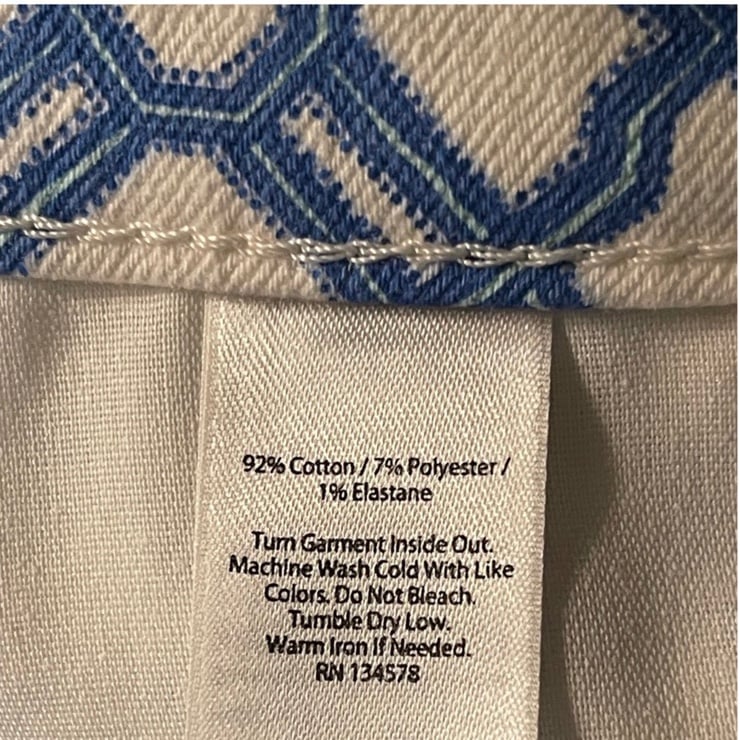 92% Cotton / 7% Polyester /
1% Elastane
Turn Garment Inside Out.
Machine Wash Cold With Like
Colors. Do Not Bleach.
Tumble Dry Low.
Warm Iron If Needed.
RN 134578